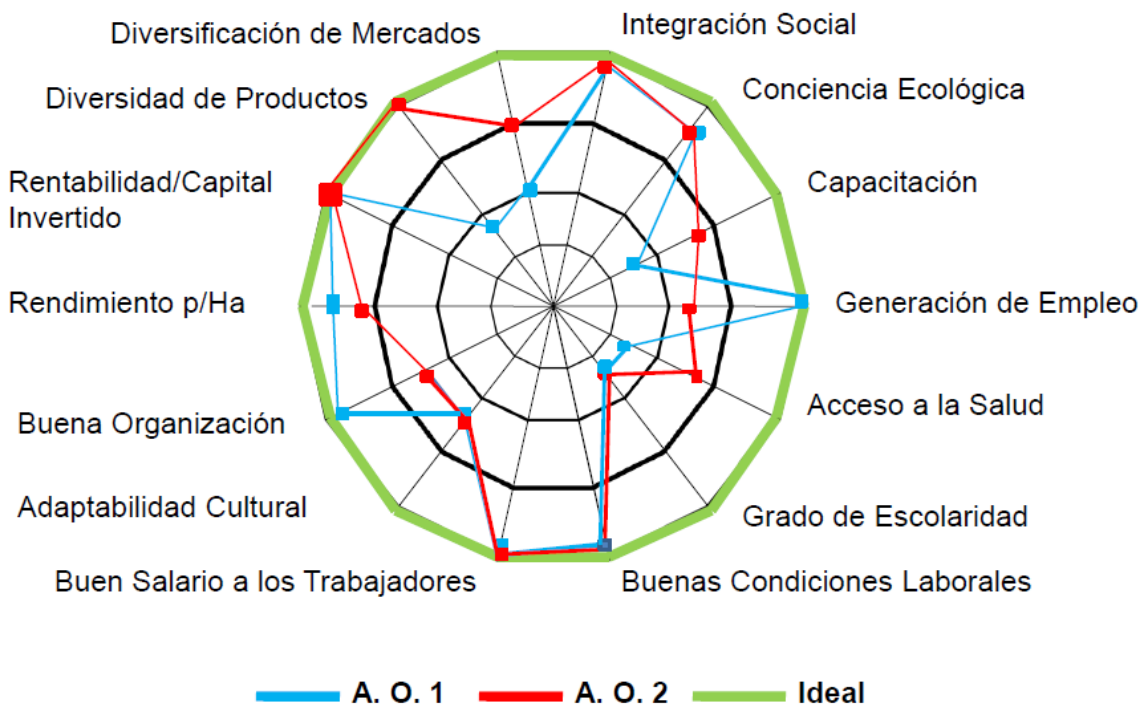 Diversificación de Mercados
Integración Social
Diversidad de Productos
Conciencia Ecológica
Rentabilidad/Capital
Invertido
Capacitación
Rendimiento p/Ha
Generación de Empleo
Buena Organización
Acceso a la Salud
Adaptabilidad Cultural
Grado de Escolaridad
Buen Salario a los Trabajadores
Buenas Condiciones Laborales
A. O. 1
A. O. 2
Ideal